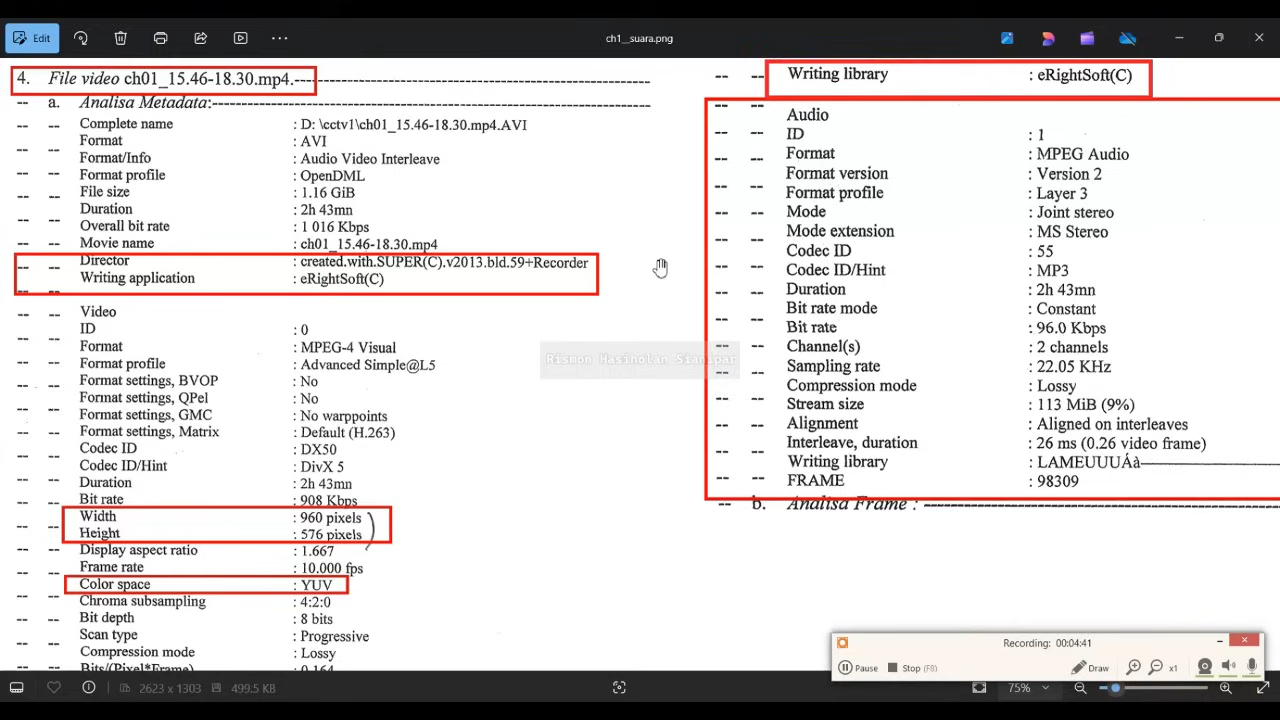 Edit
ch1__suara.png
4. File video ch01_15.46-18.30.mp4.
-- a. Analisa Metadata:
-- -- Complete name : D: \cctv1\ch01_15.46-18.30.mp4.AVI
-- -- Format : AVI
-- -- Format/Info : Audio Video Interleave
-- -- Format profile : OpenDML
-- -- File size : 1.16 GiB
-- -- Duration : 2h 43mn
-- -- Overall bit rate : 1 016 Kbps
-- -- Movie name : ch01_15.46-18.30.mp4
-- -- Director : created.with.SUPER(C).v2013.bld.59+Recorder
-- -- Writing application : eRightSoft(C)
-- --
-- -- Video
-- -- ID : 0
-- -- Format : MPEG-4 Visual
-- -- Format profile : Advanced Simple@L5
-- -- Format settings, BVOP : No
-- -- Format settings, QPel : No
-- -- Format settings, GMC : No warppoints
-- -- Format settings, Matrix : Default (H.263)
-- -- Codec ID : DX50
-- -- Codec ID/Hint : DivX 5
-- -- Duration : 2h 43mn
-- -- Bit rate : 908 Kbps
-- -- Width : 960 pixels
-- -- Height : 576 pixels
-- -- Display aspect ratio : 1.667
-- -- Frame rate : 10.000 fps
-- -- Color space : YUV
-- -- Chroma subsampling : 4:2:0
-- -- Bit depth : 8 bits
-- -- Scan type : Progressive
-- -- Compression mode : Lossy
-- -- Bits/(Pixel*Frame) : 0.164
-- -- Writing library : eRightSoft(C)
-- --
Audio
-- -- ID : 1
-- -- Format : MPEG Audio
-- -- Format version : Version 2
-- -- Format profile : Layer 3
-- -- Mode : Joint stereo
-- -- Mode extension : MS Stereo
-- -- Codec ID : 55
-- -- Codec ID/Hint : MP3
-- -- Duration : 2h 43mn
-- -- Bit rate mode : Constant
-- -- Bit rate : 96.0 Kbps
-- -- Channel(s) : 2 channels
-- -- Sampling rate : 22.05 KHz
-- -- Compression mode : Lossy
-- -- Stream size : 113 MiB (9%)
-- -- Alignment : Aligned on interleaves
-- -- Interleave, duration : 26 ms (0.26 video frame)
-- -- Writing library : LAMEUUUÁà
-- -- FRAME : 98309
-- b. Analisa Frame :
Rismon Hasiholan Sianipar
Recording: 00:04:41
Pause Stop (F8) Draw x1
2623 x 1303 499.5 KB 75%